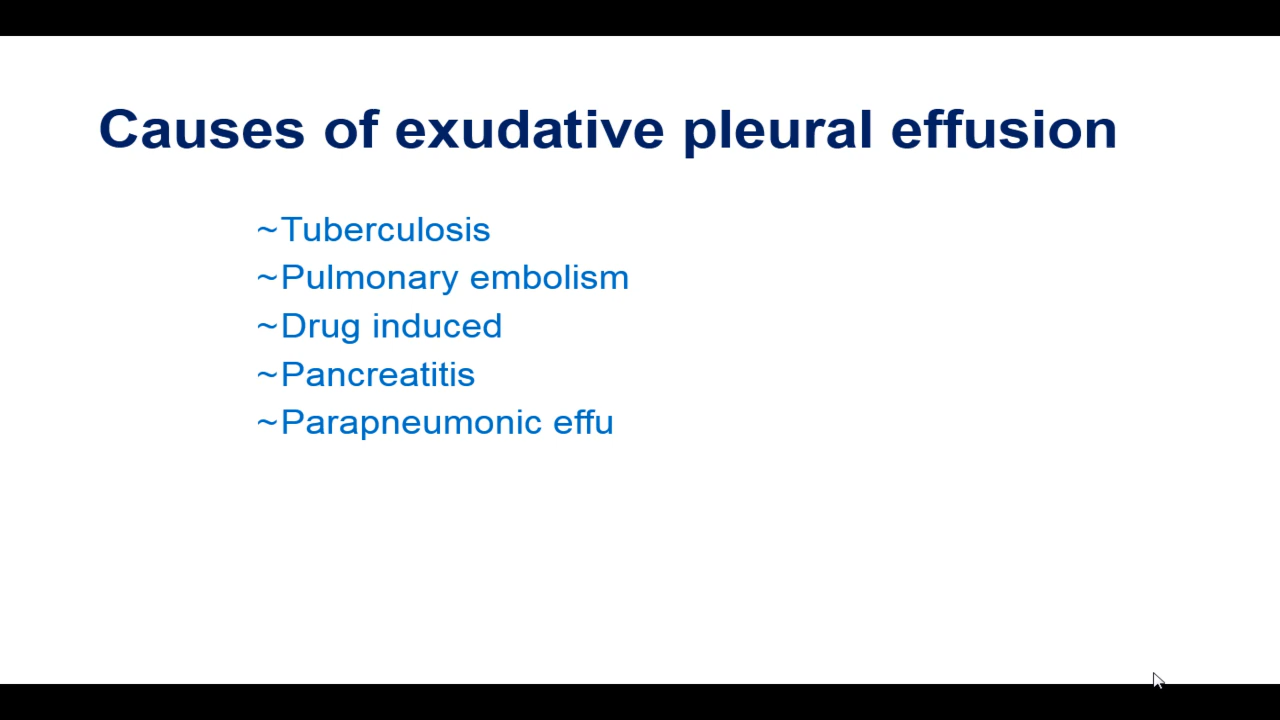 Causes of exudative pleural effusion
~Tuberculosis
~Pulmonary embolism
~Drug induced
~Pancreatitis
~Parapneumonic effu